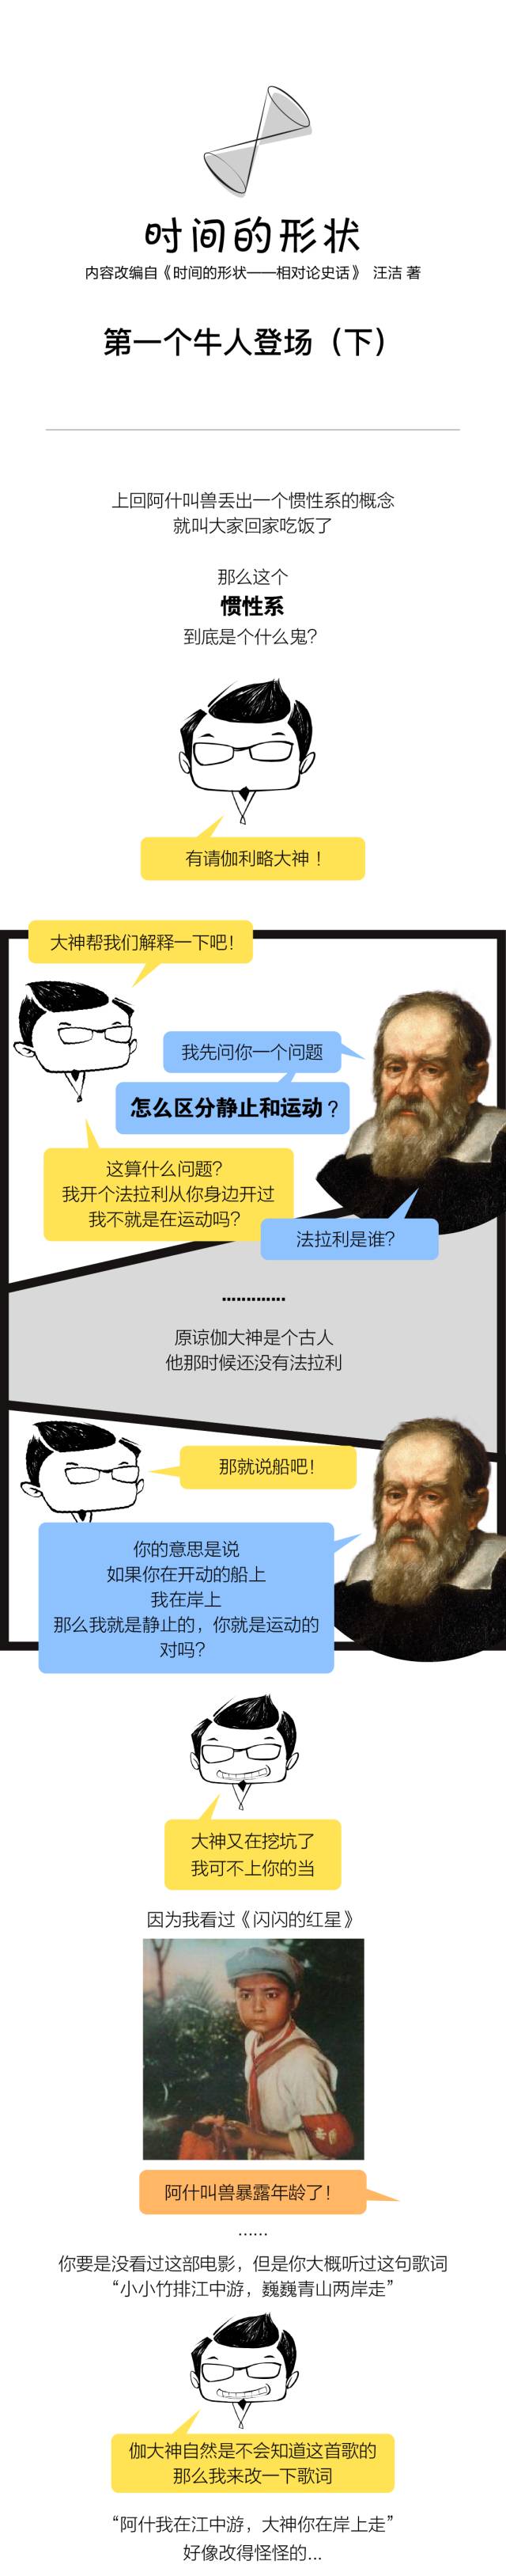 时间的形状
内容改编自《时间的形状——相对论史话》 汪洁 著
第一个牛人登场（下）
上回阿什叫兽丢出一个惯性系的概念
就叫大家回家吃饭了
那么这个
惯性系
到底是个什么鬼？
有请伽利略大神！
大神帮我们解释一下吧！
我先问你一个问题
怎么区分静止和运动？
这算什么问题？
我开个法拉利从你身边开过
我不就是在运动吗？
法拉利是谁？
.............
原谅伽大神是个古人
他那时候还没有法拉利
那就说船吧！
你的意思是说
如果你在开动的船上
我在岸上
那么我就是静止的，你就是运动的
对吗？
大神又在挖坑了
我可不上你的当
因为我看过《闪闪的红星》
阿什叫兽暴露年龄了！
......
你要是没看过这部电影，但是你大概听过这句歌词
“小小竹排江中游，巍巍青山两岸走”
伽大神自然是不会知道这首歌的
那么我来改一下歌词
“阿什我在江中游，大神你在岸上走”
好像改得怪怪的...